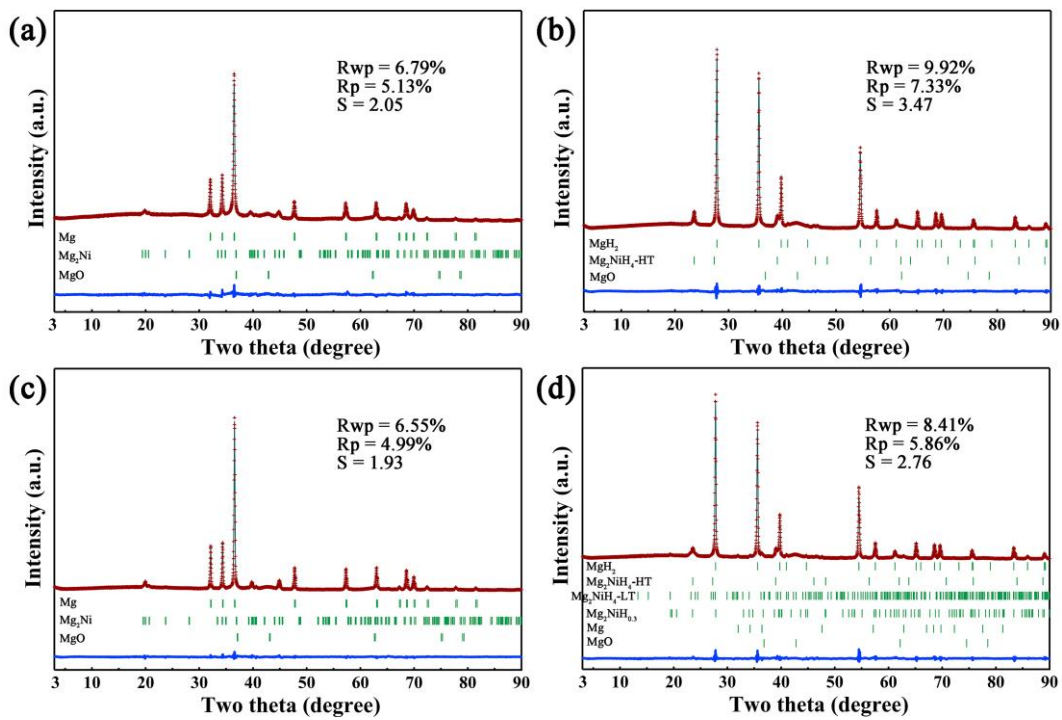 (a)
Rwp = 6.79%
Rp = 5.13%
S = 2.05
Intensity (a.u.)
Mg
Mg₂Ni
MgO
3 10 20 30 40 50 60 70 80 90
Two theta (degree)
(b)
Rwp = 9.92%
Rp = 7.33%
S = 3.47
Intensity (a.u.)
MgH₂
Mg₂NiH₄-HT
MgO
3 10 20 30 40 50 60 70 80 90
Two theta (degree)
(c)
Rwp = 6.55%
Rp = 4.99%
S = 1.93
Intensity (a.u.)
Mg
Mg₂Ni
MgO
3 10 20 30 40 50 60 70 80 90
Two theta (degree)
(d)
Rwp = 8.41%
Rp = 5.86%
S = 2.76
Intensity (a.u.)
MgH₂
Mg₂NiH₄-HT
Mg₂NiH₄-LT
Mg₂NiH₀.₃
Mg
MgO
3 10 20 30 40 50 60 70 80 90
Two theta (degree)